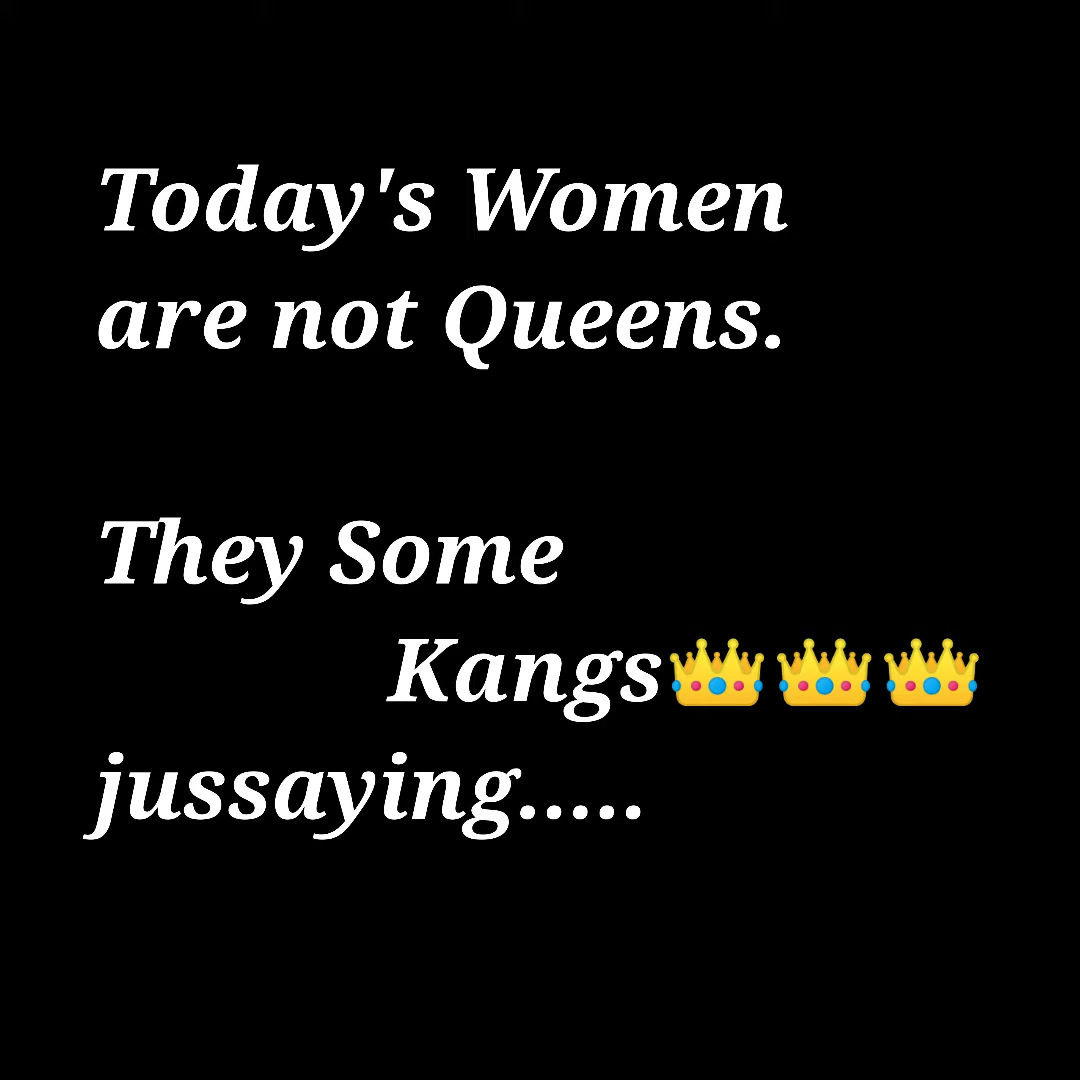 Today's Women
are not Queens.
They Some
Kangs👑👑👑
jussaying.....